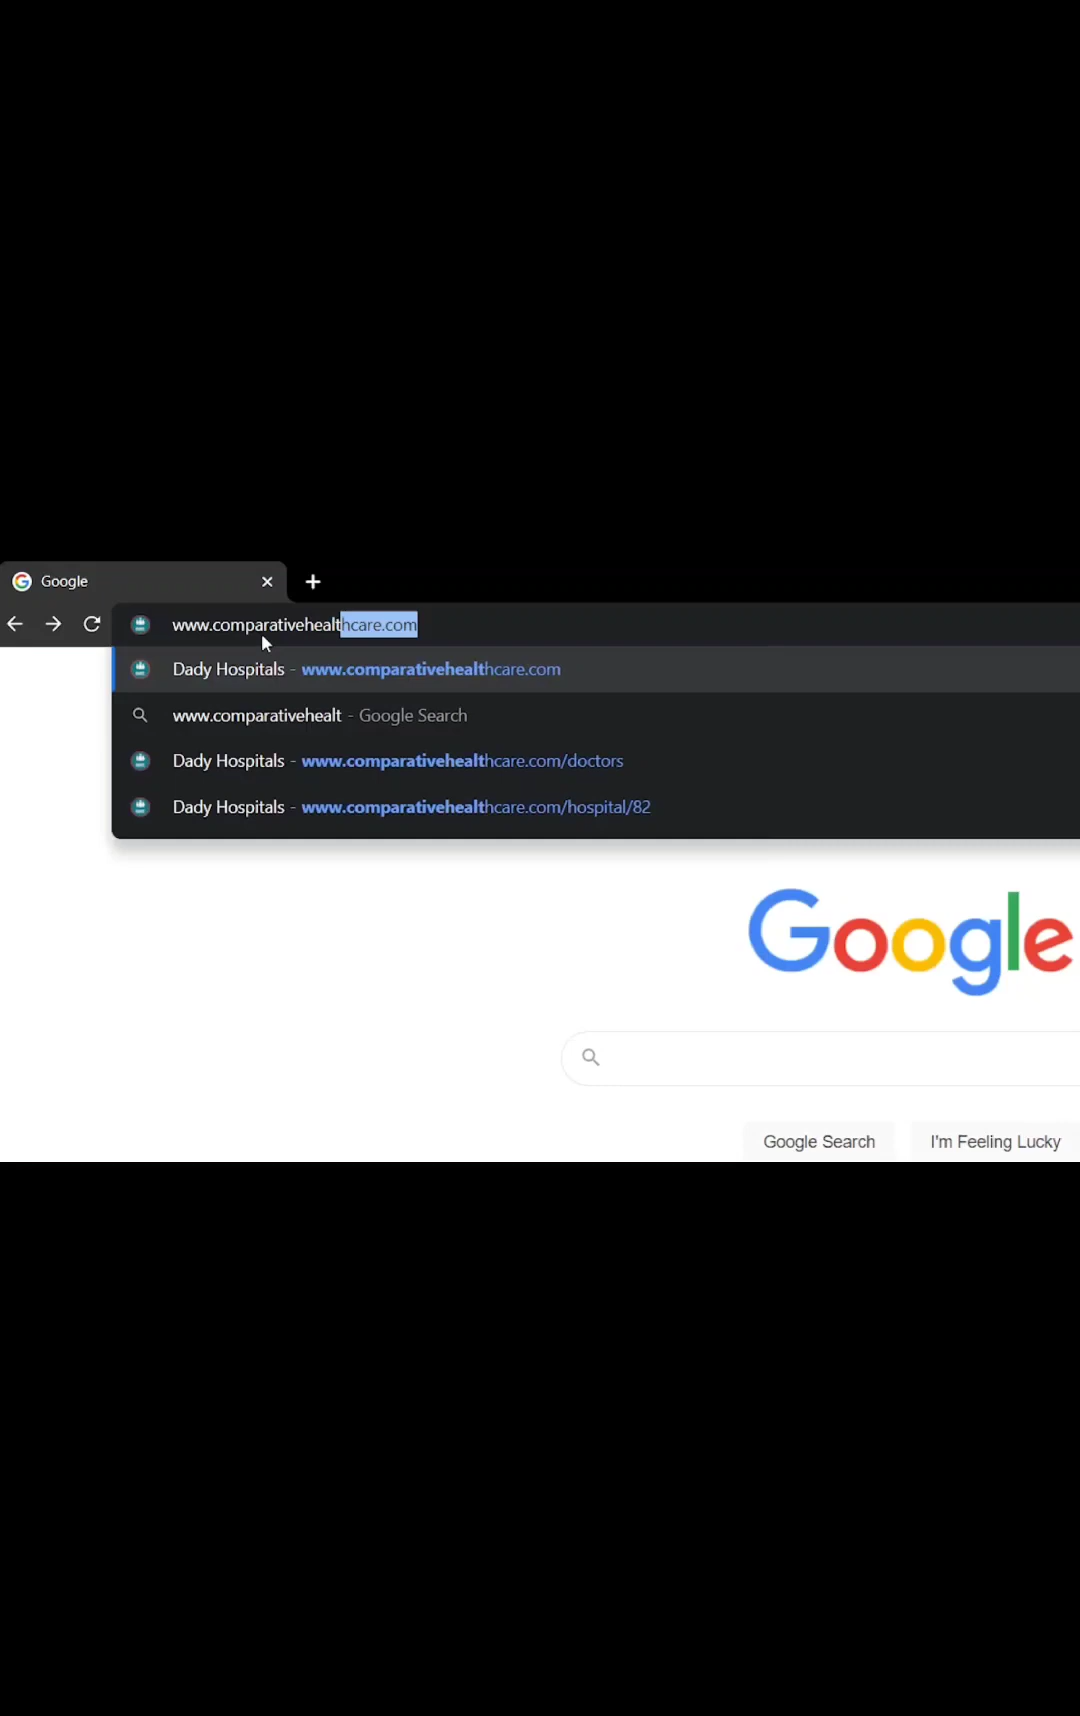 Google
www.comparativehealthcare.com
Dady Hospitals - www.comparativehealthcare.com
www.comparativehealt - Google Search
Dady Hospitals - www.comparativehealthcare.com/doctors
Dady Hospitals - www.comparativehealthcare.com/hospital/82
Google
Google Search I'm Feeling Lucky